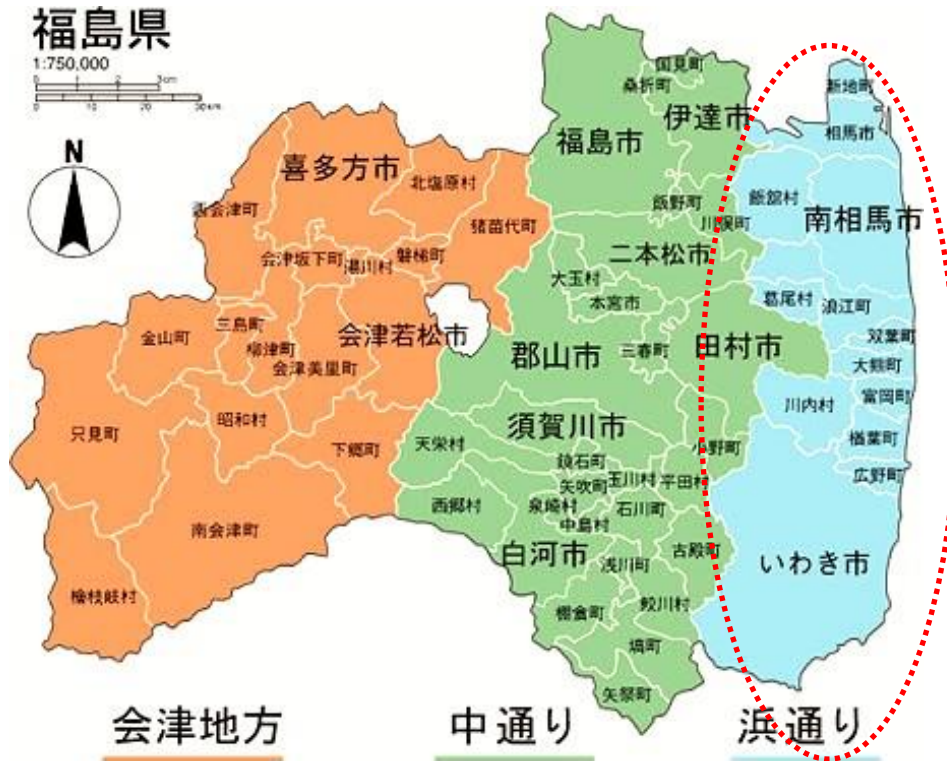 福島県
1:750,000
0 1 2 3cm
0 10 20 30km
N
国見町
桑折町
伊達市
新地町
相馬市
福島市
喜多方市
北塩原村
飯野町
飯舘村
西会津町
猪苗代町
川俣町
南相馬市
会津坂下町
湯川村
磐梯町
二本松市
大玉村
本宮市
葛尾村
浪江町
金山町
三島町
会津若松市
双葉町
柳津町
郡山市
三春町
田村市
大熊町
会津美里町
富岡町
只見町
昭和村
川内村
下郷町
天栄村
須賀川市
小野町
楢葉町
鏡石町
広野町
矢吹町
玉川村
平田村
西郷村
泉崎村
石川町
中島村
南会津町
白河市
浅川町
古殿町
いわき市
檜枝岐村
棚倉町
鮫川村
塙町
矢祭町
会津地方
中通り
浜通り